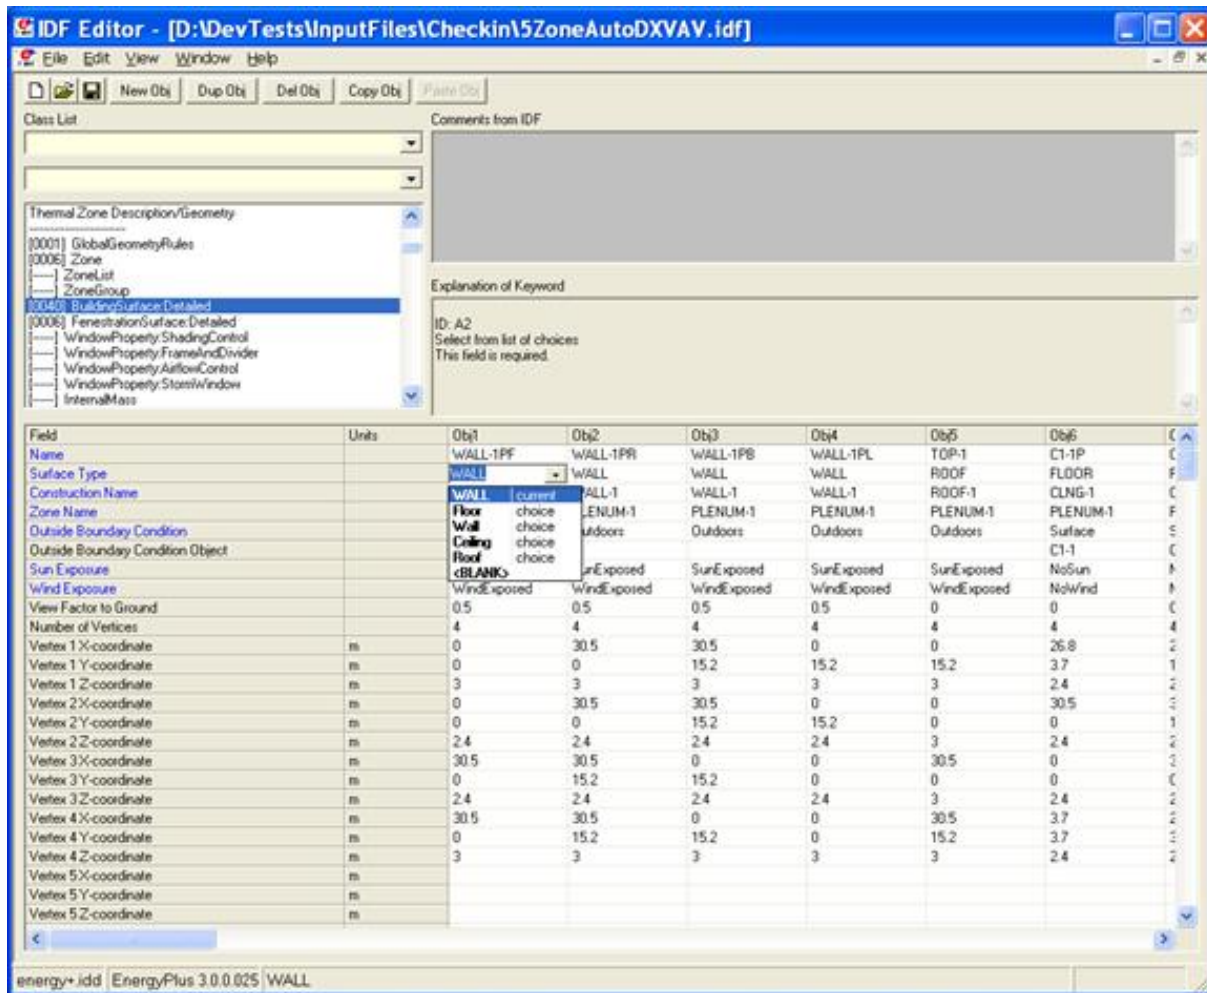 IDF Editor - [D:\DevTests\InputFiles\Checkin\5ZoneAutoDXVAV.idf]
File Edit View Window Help
New Obj Dup Obj Del Obj Copy Obj Paste Obj
Class List
Comments from IDF
Thermal Zone Description/Geometry
--------------------
[0001] GlobalGeometryRules
[0006] Zone
[-----] ZoneList
[-----] ZoneGroup
[0040] BuildingSurface:Detailed
[0006] FenestrationSurface:Detailed
[-----] WindowProperty:ShadingControl
[-----] WindowProperty:FrameAndDivider
[-----] WindowProperty:AirflowControl
[-----] WindowProperty:StormWindow
[-----] InternalMass
Explanation of Keyword
ID: A2
Select from list of choices
This field is required.
Field Units Obj1 Obj2 Obj3 Obj4 Obj5 Obj6
Name WALL-1PF WALL-1PR WALL-1PB WALL-1PL TOP-1 C1-1P
Surface Type WALL WALL WALL WALL ROOF FLOOR
Construction Name WALL-1 WALL-1 ROOF-1 CLNG-1
Zone Name PLENUM-1 PLENUM-1 PLENUM-1 PLENUM-1
Outside Boundary Condition Outdoors Outdoors Outdoors Surface
Outside Boundary Condition Object C1-1
Sun Exposure SunExposed SunExposed SunExposed NoSun
Wind Exposure WindExposed WindExposed WindExposed WindExposed WindExposed NoWind
WALL current
Floor choice
Wall choice
Ceiling choice
Roof choice
<BLANK>
View Factor to Ground 0.5 0.5 0.5 0.5 0 0
Number of Vertices 4 4 4 4 4 4
Vertex 1 X-coordinate m 0 30.5 30.5 0 0 26.8
Vertex 1 Y-coordinate m 0 0 15.2 15.2 15.2 3.7
Vertex 1 Z-coordinate m 3 3 3 3 3 2.4
Vertex 2 X-coordinate m 0 30.5 30.5 0 0 30.5
Vertex 2 Y-coordinate m 0 0 15.2 15.2 0 0
Vertex 2 Z-coordinate m 2.4 2.4 2.4 2.4 3 2.4
Vertex 3 X-coordinate m 30.5 30.5 0 0 30.5 0
Vertex 3 Y-coordinate m 0 15.2 15.2 0 0 0
Vertex 3 Z-coordinate m 2.4 2.4 2.4 2.4 3 2.4
Vertex 4 X-coordinate m 30.5 30.5 0 0 30.5 3.7
Vertex 4 Y-coordinate m 0 15.2 15.2 0 15.2 3.7
Vertex 4 Z-coordinate m 3 3 3 3 3 2.4
Vertex 5 X-coordinate m
Vertex 5 Y-coordinate m
Vertex 5 Z-coordinate m
energy+.idd EnergyPlus 3.0.0.025 WALL